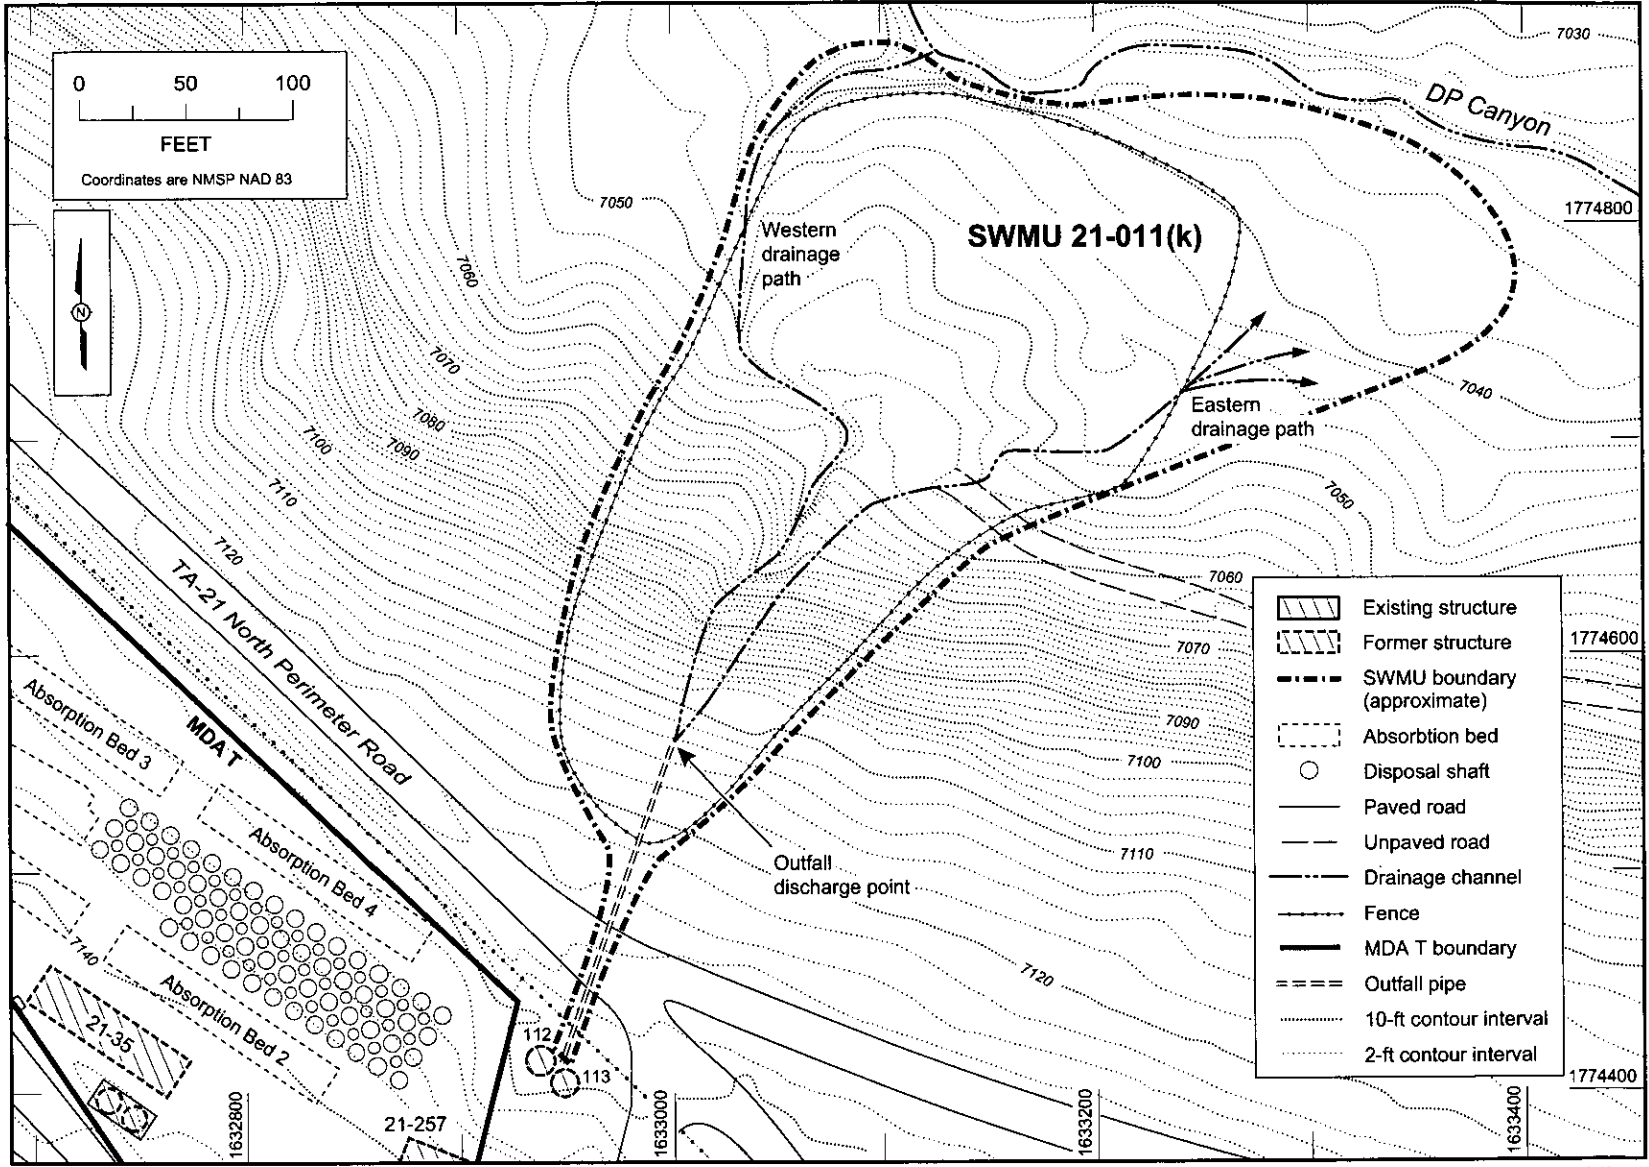 0 50 100
FEET
Coordinates are NMSP NAD 83
N
7030
DP Canyon
1774800
7050
Western
drainage
path
SWMU 21-011(k)
7060
7070
7080
7090
7100
7110
7120
7040
Eastern
drainage path
7050
7060
7070
7090
7100
7110
7120
TA-21 North Perimeter Road
MDA T
Absorption Bed 3
Absorption Bed 4
Absorption Bed 2
7140
21-35
21-257
112
113
Outfall
discharge point
Existing structure
Former structure
SWMU boundary
(approximate)
Absorbtion bed
Disposal shaft
Paved road
Unpaved road
Drainage channel
Fence
MDA T boundary
Outfall pipe
10-ft contour interval
2-ft contour interval
1774600
1774400
1632800
1633000
1633200
1633400